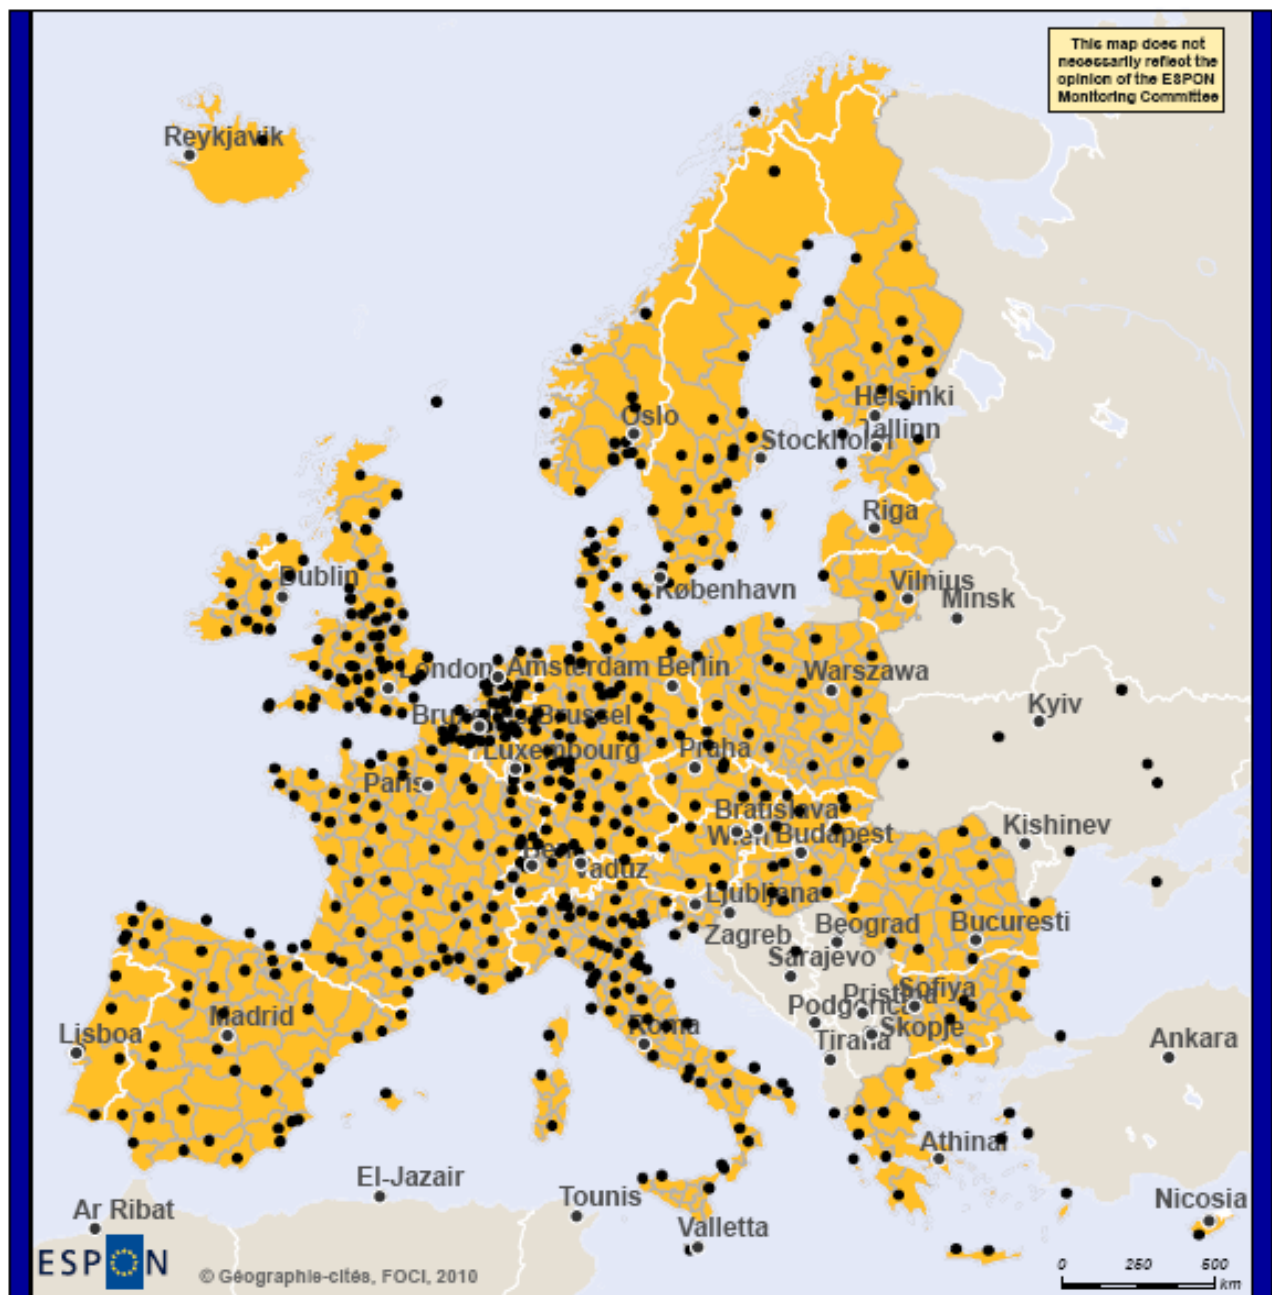 This map does not
necessarily reflect the
opinion of the ESPON
Monitoring Committee
Reykjavik
Helsinki
Oslo
Tallinn
Stockholm
Riga
Dublin
København
Vilnius
Minsk
London
Amsterdam
Berlin
Warszawa
Brussel
Kyiv
Luxembourg
Praha
Paris
Bratislava
Wien
Budapest
Kishinev
Bern
Vaduz
Ljubljana
Zagreb
Beograd
Bucuresti
Sarajevo
Pristina
Sofiya
Podgorica
Madrid
Roma
Skopje
Lisboa
Tirana
Ankara
Athinai
El-Jazair
Tounis
Nicosia
Ar Ribat
Valletta
ESPON
© Géographie-cités, FOCI, 2010
0 250 500
km